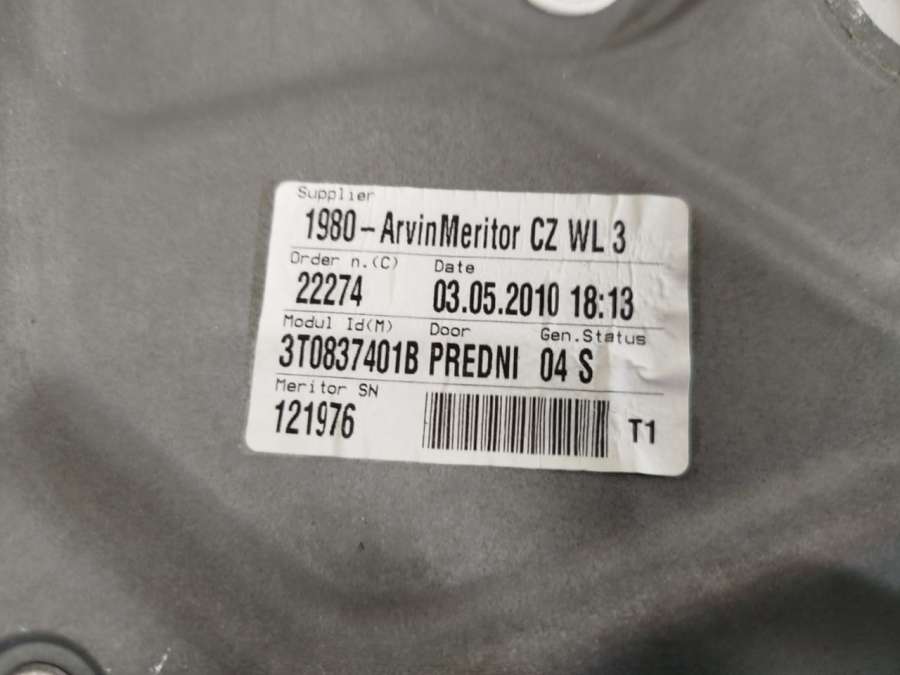 Supplier
1980-ArvinMeritor CZ WL 3
Order n.(C) Date
22274 03.05.2010 18:13
Modul Id(M) Door Gen.Status
3T0837401B PREDNI 04 S
Meritor SN
121976 T1